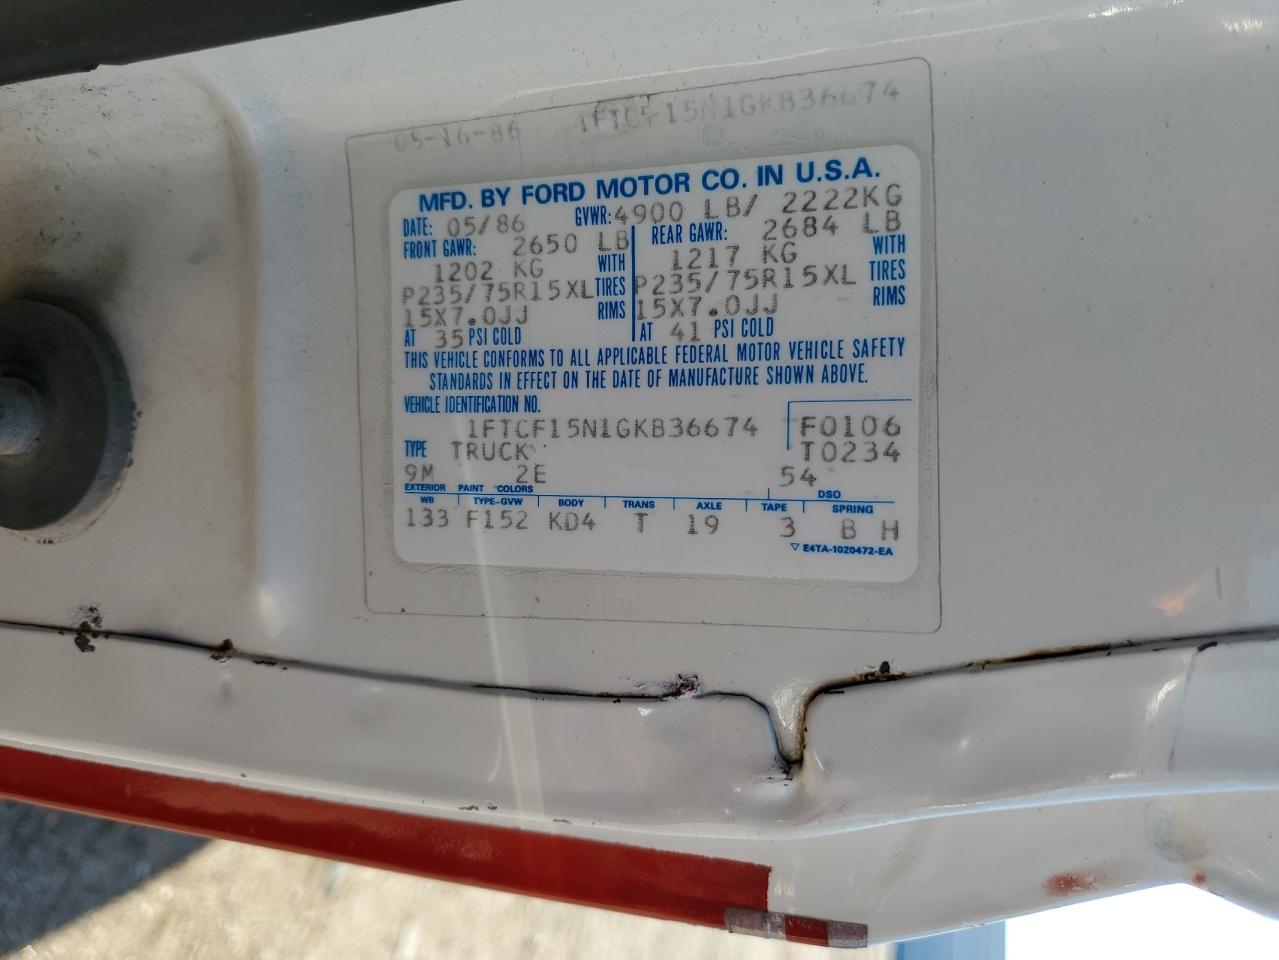 05-16-86 1FTCF15N1GKB36674
MFD. BY FORD MOTOR CO. IN U.S.A.
DATE: 05/86 GVWR: 4900 LB/ 2222KG
FRONT GAWR: 2650 LB REAR GAWR: 2684 LB
1202 KG WITH 1217 KG WITH
P235/75R15XL TIRES P235/75R15XL TIRES
15X7.0JJ RIMS 15X7.0JJ RIMS
AT 35 PSI COLD AT 41 PSI COLD
THIS VEHICLE CONFORMS TO ALL APPLICABLE FEDERAL MOTOR VEHICLE SAFETY
STANDARDS IN EFFECT ON THE DATE OF MANUFACTURE SHOWN ABOVE.
VEHICLE IDENTIFICATION NO.
1FTCF15N1GKB36674 F0106
TYPE TRUCK T0234
9M 2E 54
EXTERIOR PAINT COLORS DSO
WB TYPE-GVW BODY TRANS AXLE TAPE SPRING
133 F152 KD4 T 19 3 B H
▽ E4TA-1020472-EA